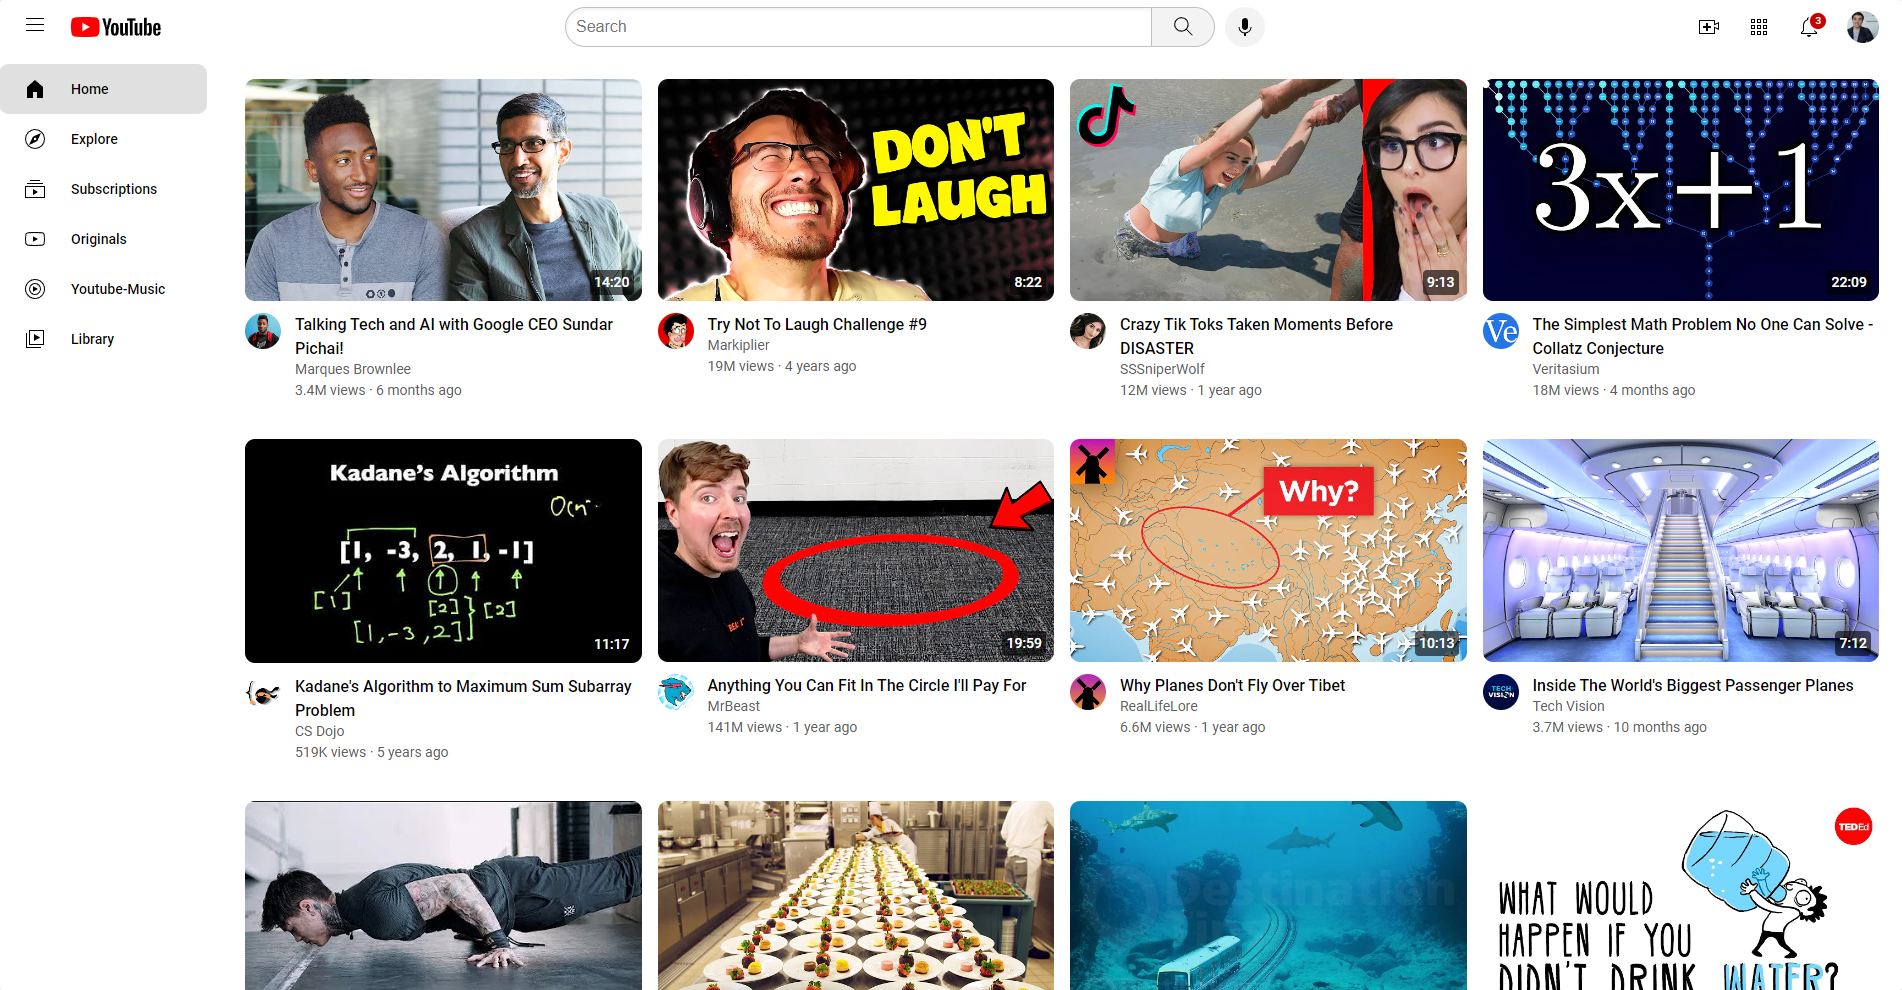 YouTube
Search
3
Home
Explore
Subscriptions
Originals
Youtube-Music
Library
14:20
DON'T
LAUGH
8:22
9:13
3x+1
22:09
Talking Tech and AI with Google CEO Sundar
Pichai!
Marques Brownlee
3.4M views · 6 months ago
Try Not To Laugh Challenge #9
Markiplier
19M views · 4 years ago
Crazy Tik Toks Taken Moments Before
DISASTER
SSSniperWolf
12M views · 1 year ago
Ve
The Simplest Math Problem No One Can Solve -
Collatz Conjecture
Veritasium
18M views · 4 months ago
Kadane's Algorithm
[1, -3, 2, 1, -1]
[1]
[2]
[2]
[1,-3,2]
11:17
19:59
Why?
10:13
7:12
Kadane's Algorithm to Maximum Sum Subarray
Problem
CS Dojo
519K views · 5 years ago
Anything You Can Fit In The Circle I'll Pay For
MrBeast
141M views · 1 year ago
Why Planes Don't Fly Over Tibet
RealLifeLore
6.6M views · 1 year ago
TECH
VISION
Inside The World's Biggest Passenger Planes
Tech Vision
3.7M views · 10 months ago
Destination
TEDEd
WHAT WOULD
HAPPEN IF YOU
DIDN'T DRINK WATER?